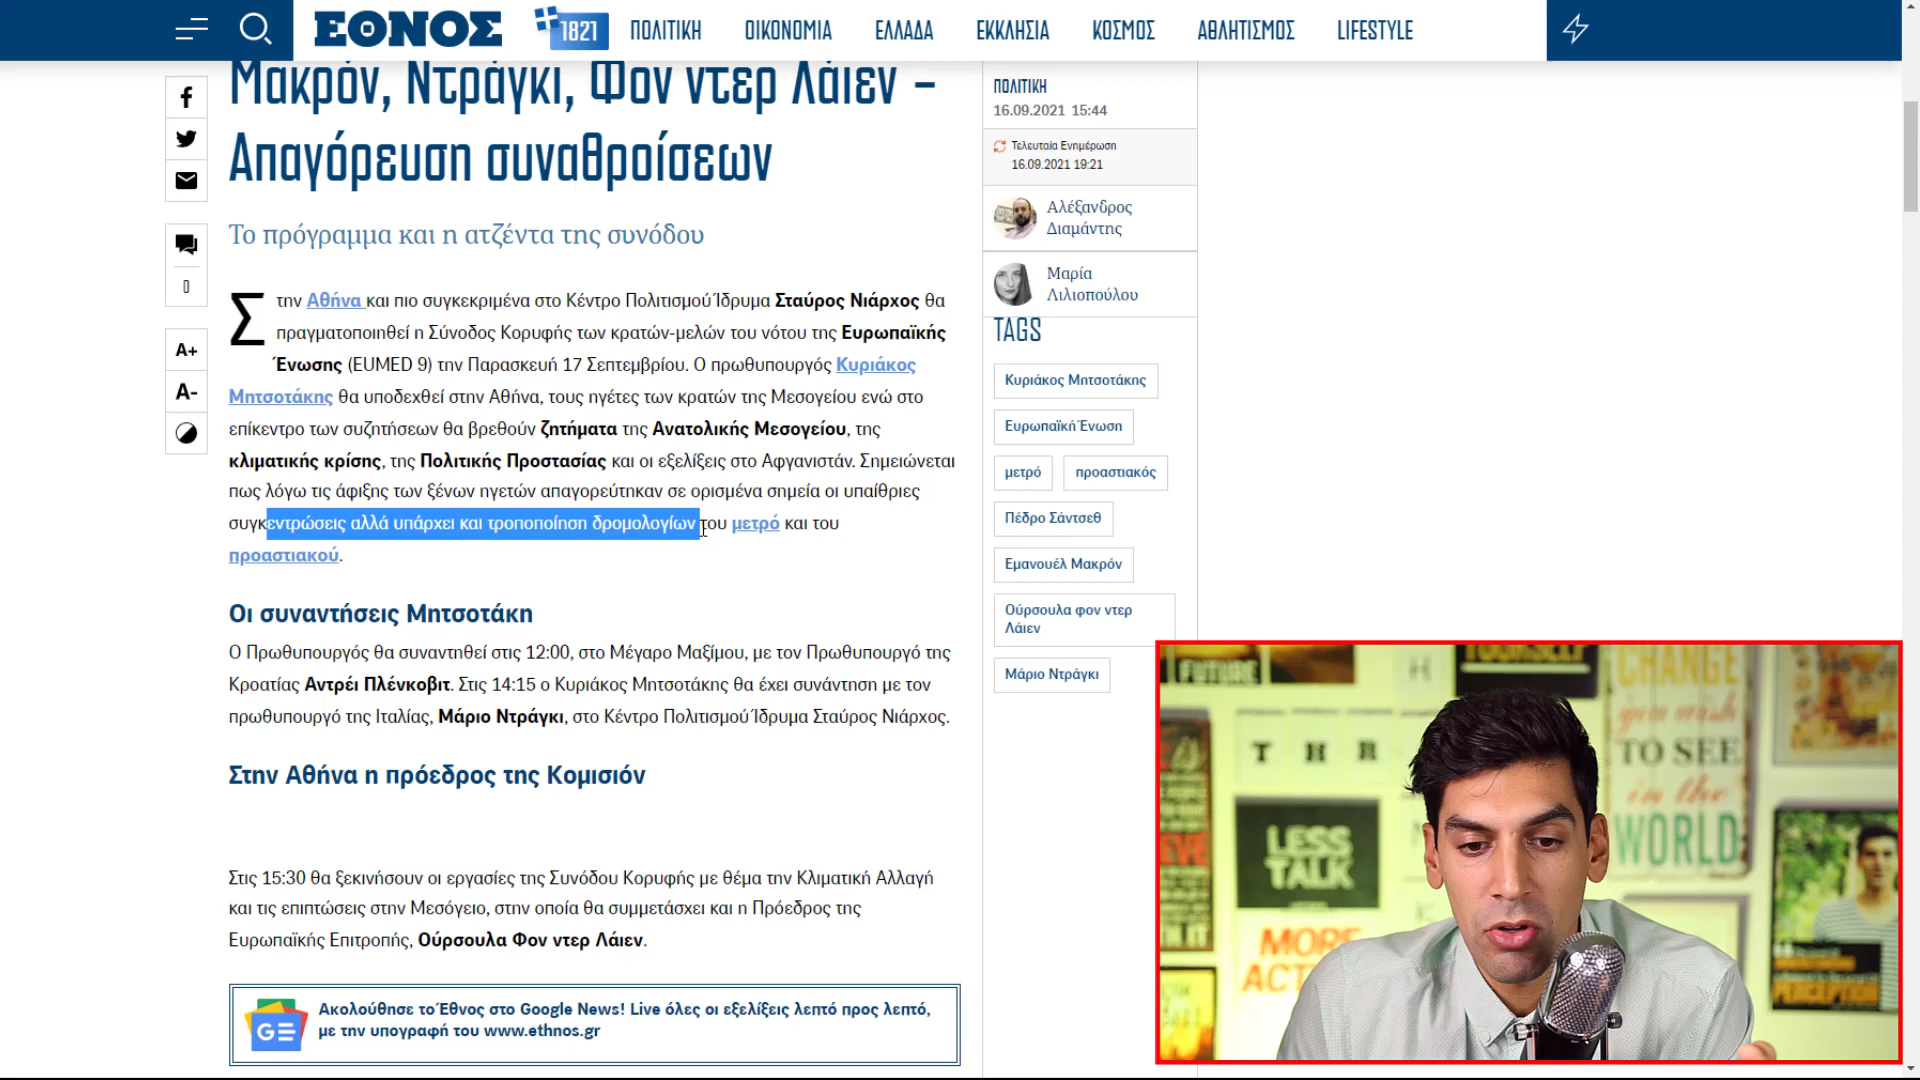 ΕΘΝΟΣ
1821
ΠΟΛΙΤΙΚΗ
ΟΙΚΟΝΟΜΙΑ
ΕΛΛΑΔΑ
ΕΚΚΛΗΣΙΑ
ΚΟΣΜΟΣ
ΑΘΛΗΤΙΣΜΟΣ
LIFESTYLE
Μακρόν, Ντράγκι, Φον ντερ Λάιεν –
Απαγόρευση συναθροίσεων
Το πρόγραμμα και η ατζέντα της συνόδου
0
A+
A-
Στην Αθήνα και πιο συγκεκριμένα στο Κέντρο Πολιτισμού Ίδρυμα Σταύρος Νιάρχος θα
πραγματοποιηθεί η Σύνοδος Κορυφής των κρατών-μελών του νότου της Ευρωπαϊκής
Ένωσης (EUMED 9) την Παρασκευή 17 Σεπτεμβρίου. Ο πρωθυπουργός Κυριάκος
Μητσοτάκης θα υποδεχθεί στην Αθήνα, τους ηγέτες των κρατών της Μεσογείου ενώ στο
επίκεντρο των συζητήσεων θα βρεθούν ζητήματα της Ανατολικής Μεσογείου, της
κλιματικής κρίσης, της Πολιτικής Προστασίας και οι εξελίξεις στο Αφγανιστάν. Σημειώνεται
πως λόγω τις άφιξης των ξένων ηγετών απαγορεύτηκαν σε ορισμένα σημεία οι υπαίθριες
συγκεντρώσεις αλλά υπάρχει και τροποποίηση δρομολογίων του μετρό και του
προαστιακού.
Οι συναντήσεις Μητσοτάκη
Ο Πρωθυπουργός θα συναντηθεί στις 12:00, στο Μέγαρο Μαξίμου, με τον Πρωθυπουργό της
Κροατίας Αντρέι Πλένκοβιτ. Στις 14:15 ο Κυριάκος Μητσοτάκης θα έχει συνάντηση με τον
πρωθυπουργό της Ιταλίας, Μάριο Ντράγκι, στο Κέντρο Πολιτισμού Ίδρυμα Σταύρος Νιάρχος.
Στην Αθήνα η πρόεδρος της Κομισιόν
Στις 15:30 θα ξεκινήσουν οι εργασίες της Συνόδου Κορυφής με θέμα την Κλιματική Αλλαγή
και τις επιπτώσεις στην Μεσόγειο, στην οποία θα συμμετάσχει και η Πρόεδρος της
Ευρωπαϊκής Επιτροπής, Ούρσουλα Φον ντερ Λάιεν.
GE
Ακολούθησε το Έθνος στο Google News! Live όλες οι εξελίξεις λεπτό προς λεπτό,
με την υπογραφή του www.ethnos.gr
ΠΟΛΙΤΙΚΗ
16.09.2021 15:44
Τελευταία Ενημέρωση
16.09.2021 19:21
Αλέξανδρος
Διαμάντης
Μαρία
Λιλιοπούλου
TAGS
Κυριάκος Μητσοτάκης
Ευρωπαϊκή Ένωση
μετρό
προαστιακός
Πέδρο Σάντσεθ
Εμανουέλ Μακρόν
Ούρσουλα φον ντερ
Λάιεν
Μάριο Ντράγκι
FUTURE
YOURSELF
CHANGE
you wish
TO SEE
in the
WORLD
T H R
LESS
TALK
MORE
PERCEPTION